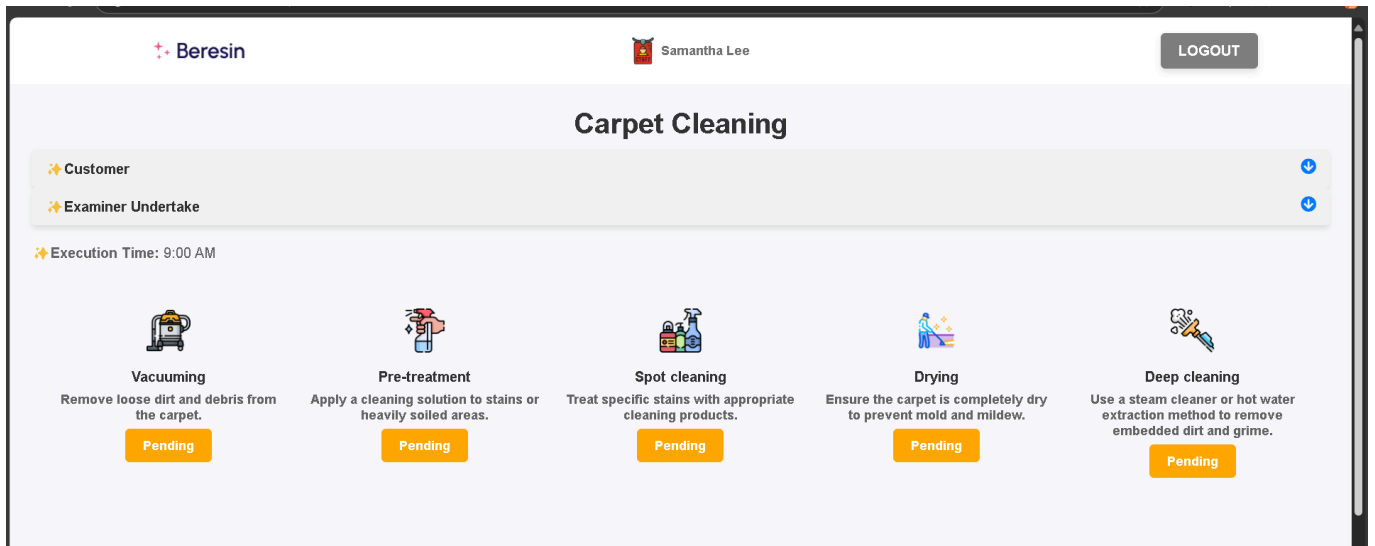 Beresin
STAFF
Samantha Lee
LOGOUT
Carpet Cleaning
✨Customer
✨Examiner Undertake
✨Execution Time: 9:00 AM
Vacuuming
Remove loose dirt and debris from
the carpet.
Pending
Pre-treatment
Apply a cleaning solution to stains or
heavily soiled areas.
Pending
Spot cleaning
Treat specific stains with appropriate
cleaning products.
Pending
Drying
Ensure the carpet is completely dry
to prevent mold and mildew.
Pending
Deep cleaning
Use a steam cleaner or hot water
extraction method to remove
embedded dirt and grime.
Pending